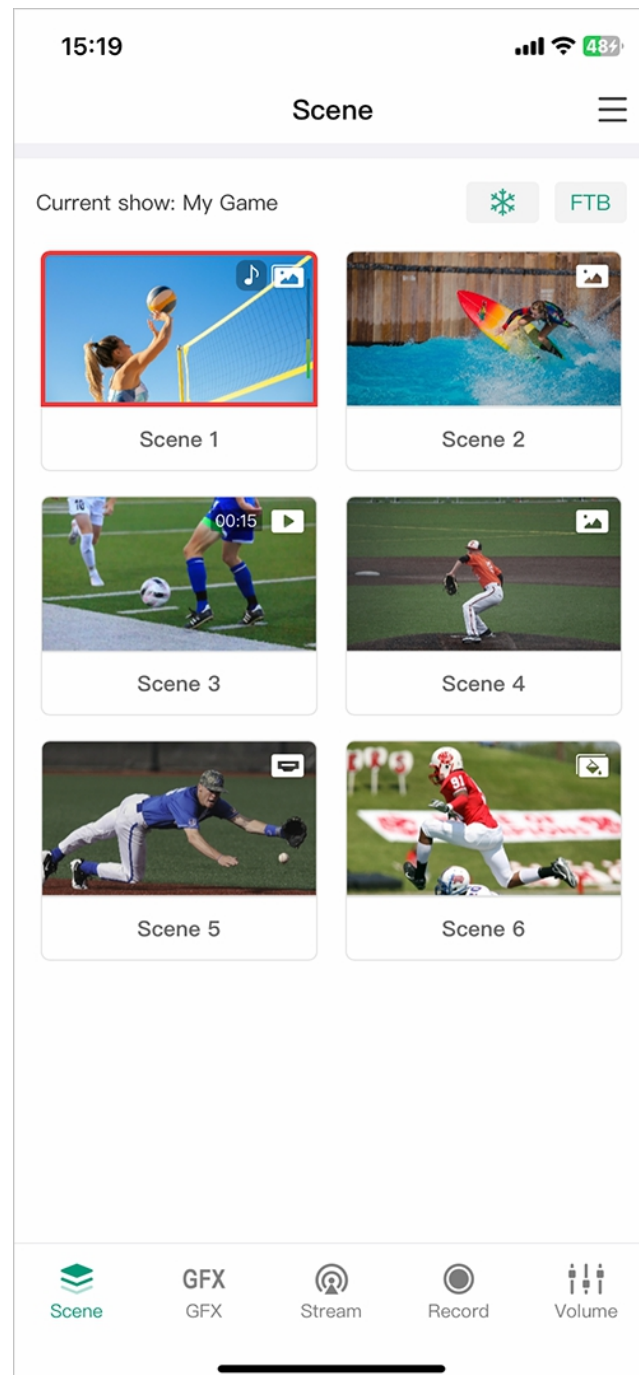 15:19
48
Scene
Current show: My Game
FTB
Scene 1
Scene 2
10
00:15
Scene 3
Scene 4
91
Scene 5
Scene 6
GFX
Scene
GFX
Stream
Record
Volume